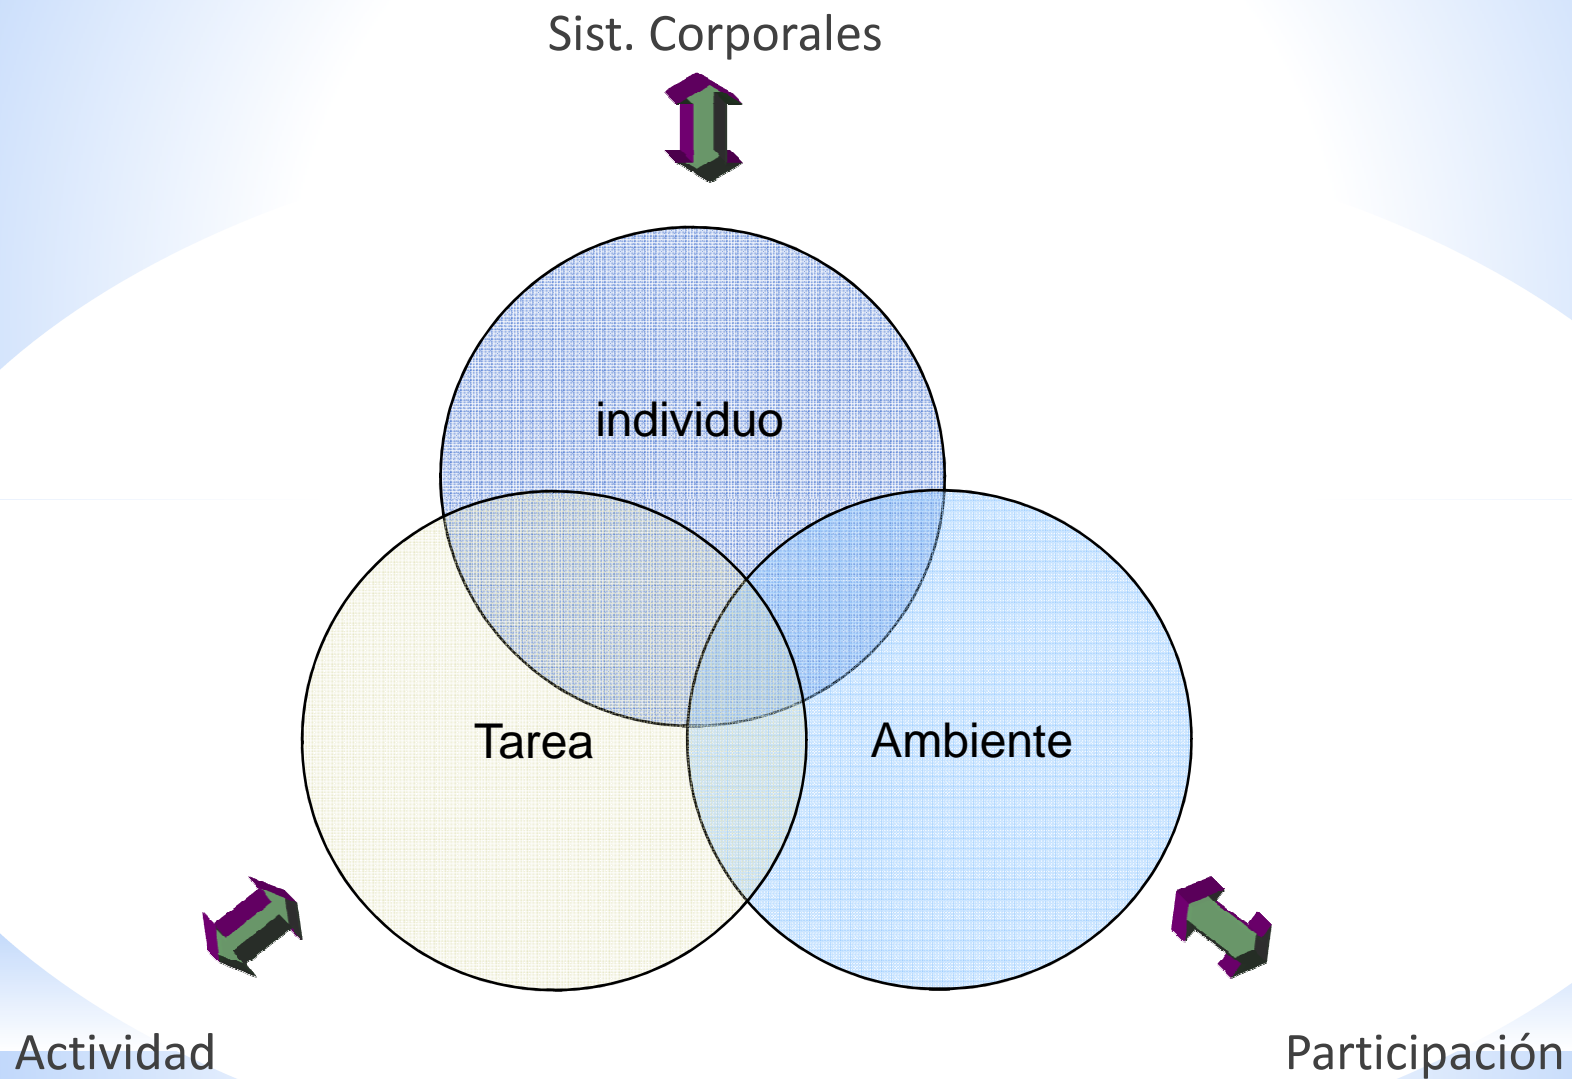 Sist. Corporales
individuo
Tarea
Ambiente
Actividad
Participación